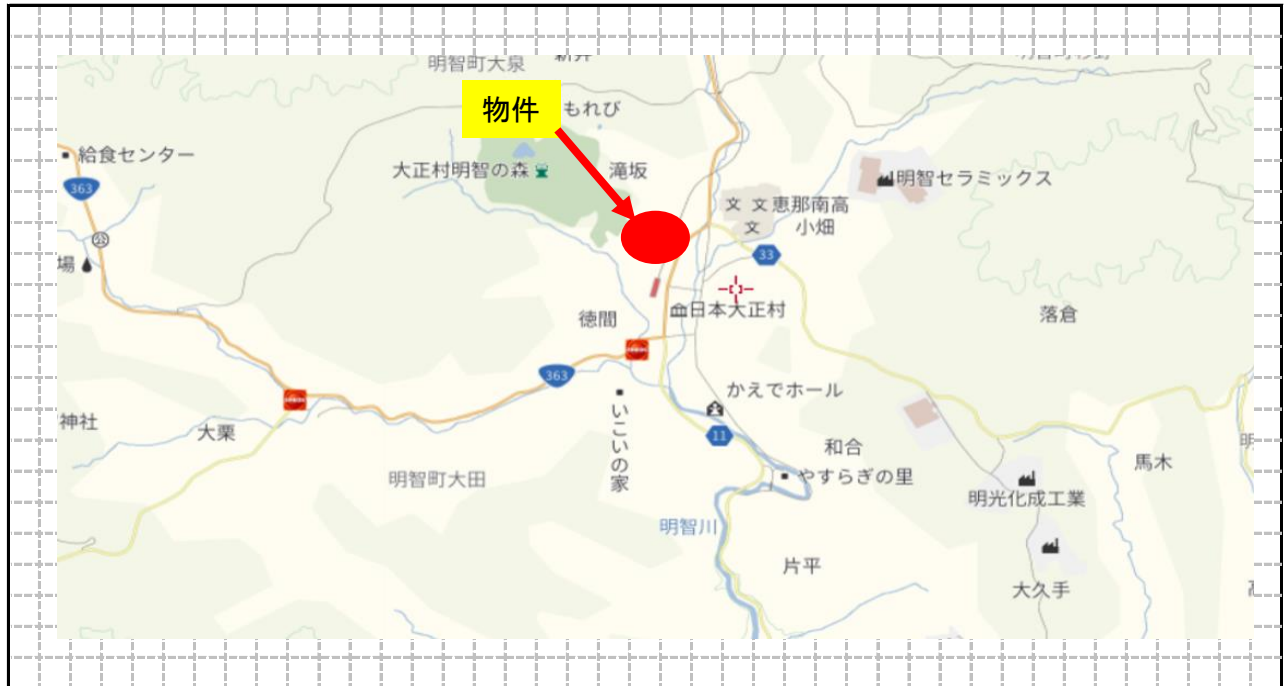 明智町大泉
物件
もれび
給食センター
大正村明智の森
滝坂
明智セラミックス
363
文 文 恵那南高
文
小畑
33
場
公
日本大正村
落倉
徳間
363
かえでホール
いこいの家
11
神社
大栗
和合
馬木
明智町大田
やすらぎの里
明光化成工業
明智川
片平
大久手